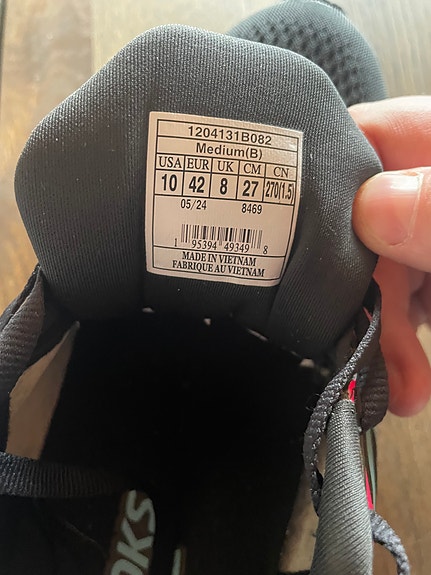 1204131B082
Medium(B)
USA EUR UK CM CN
10 42 8 27 270(1.5)
05/24 8469
1 95394 49349 8
MADE IN VIETNAM
FABRIQUE AU VIETNAM
OKS